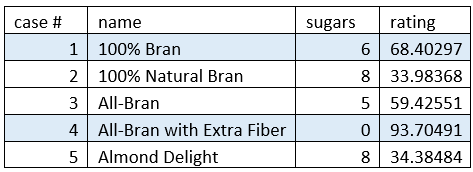 case # name sugars rating
1 100% Bran 6 68.40297
2 100% Natural Bran 8 33.98368
3 All-Bran 5 59.42551
4 All-Bran with Extra Fiber 0 93.70491
5 Almond Delight 8 34.38484